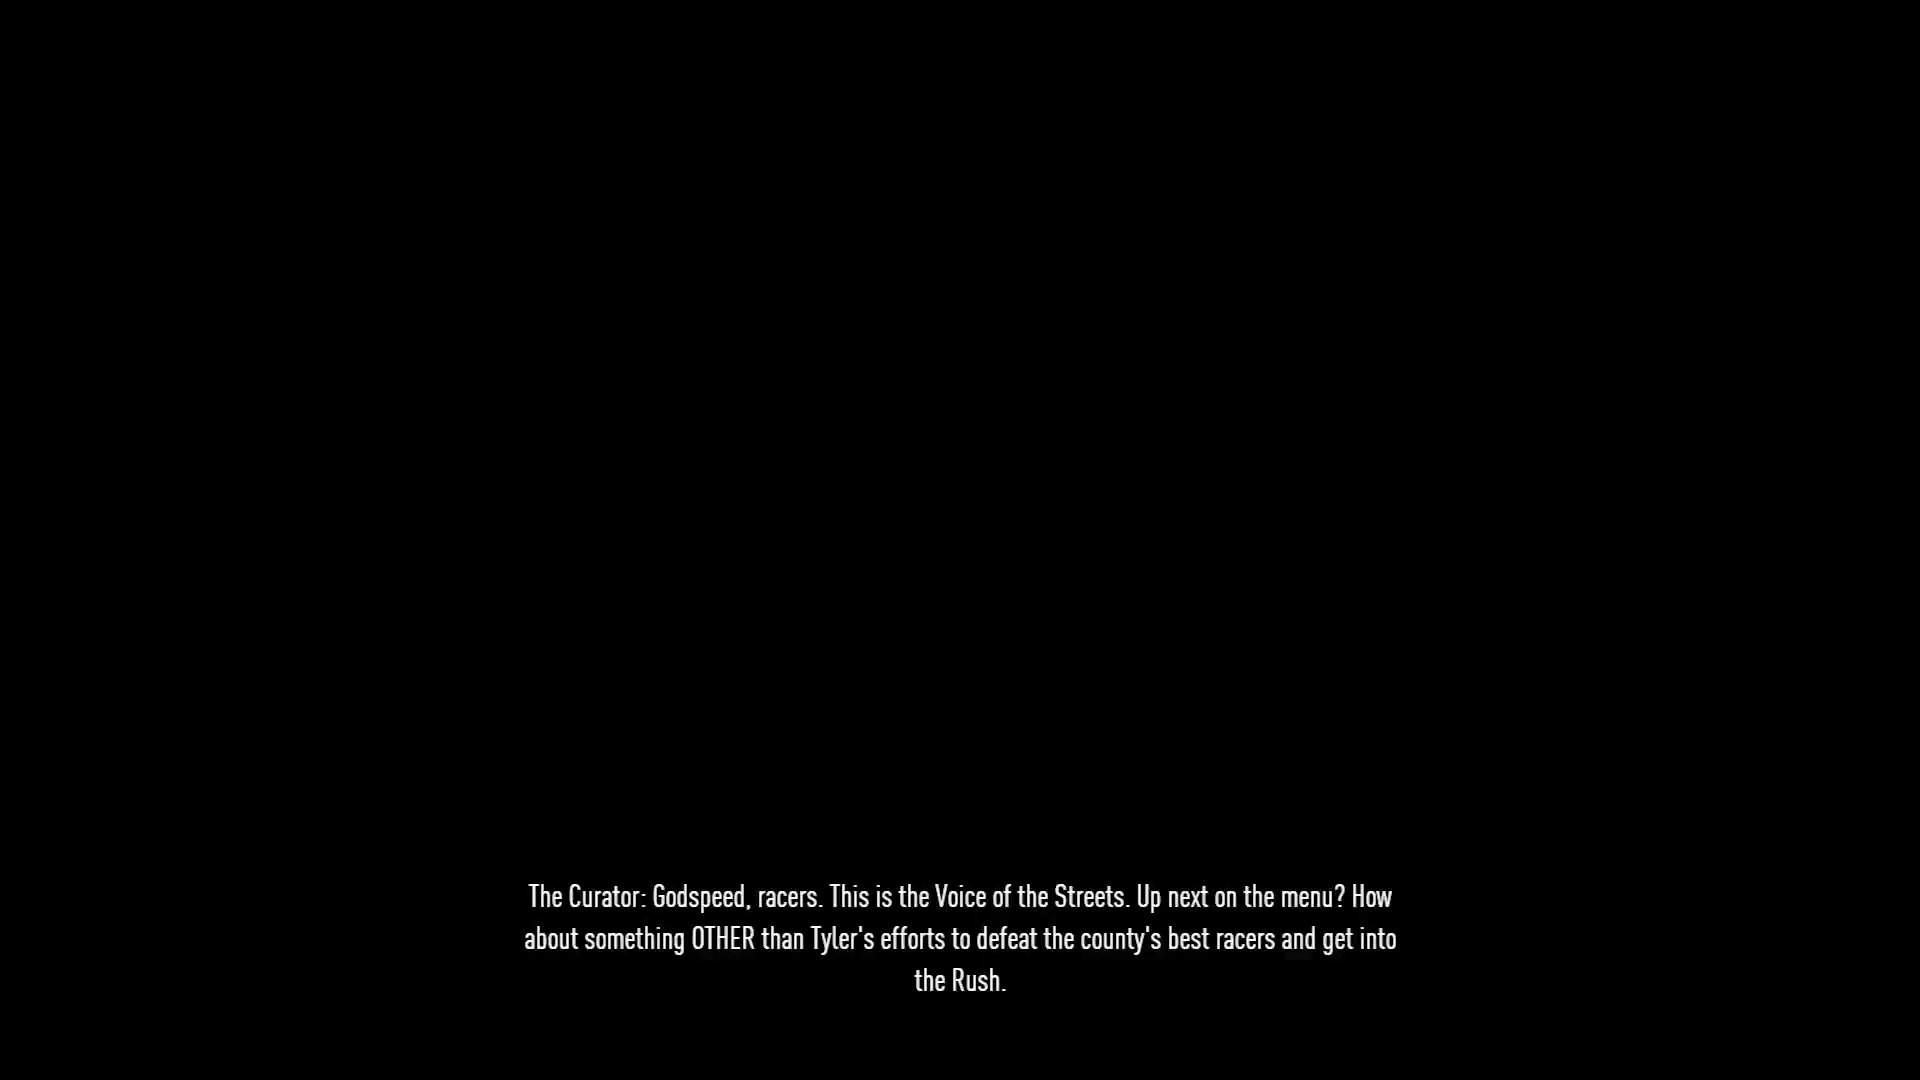 The Curator: Godspeed, racers. This is the Voice of the Streets. Up next on the menu? How
about something OTHER than Tyler's efforts to defeat the county's best racers and get into
the Rush.